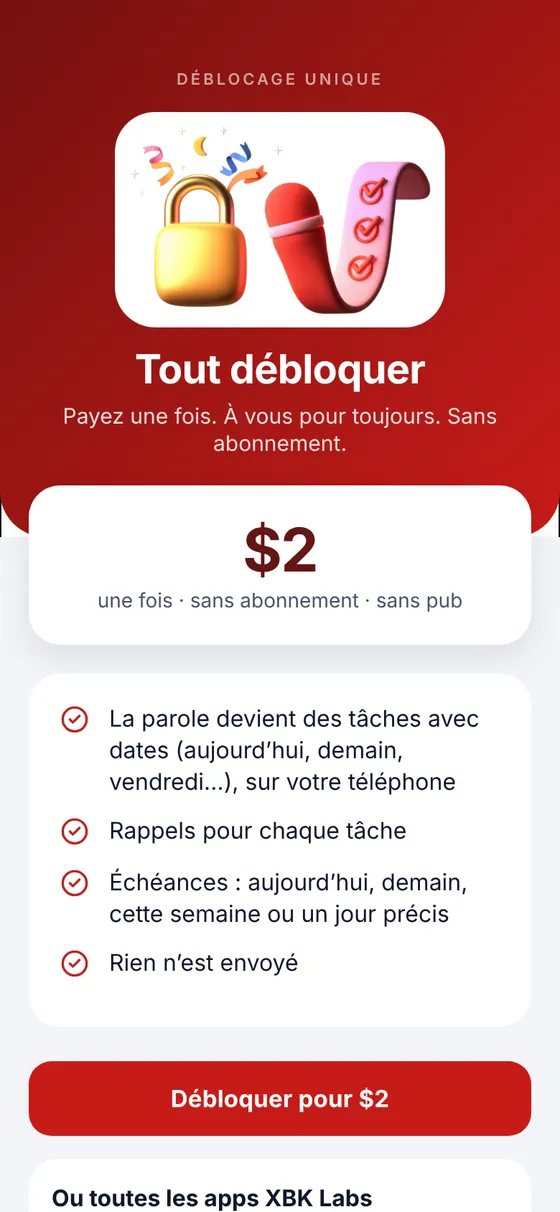 DÉBLOCAGE UNIQUE
Tout débloquer
Payez une fois. À vous pour toujours. Sans
abonnement.
$2
une fois · sans abonnement · sans pub
La parole devient des tâches avec
dates (aujourd’hui, demain,
vendredi…), sur votre téléphone
Rappels pour chaque tâche
Échéances : aujourd’hui, demain,
cette semaine ou un jour précis
Rien n’est envoyé
Débloquer pour $2
Ou toutes les apps XBK Labs